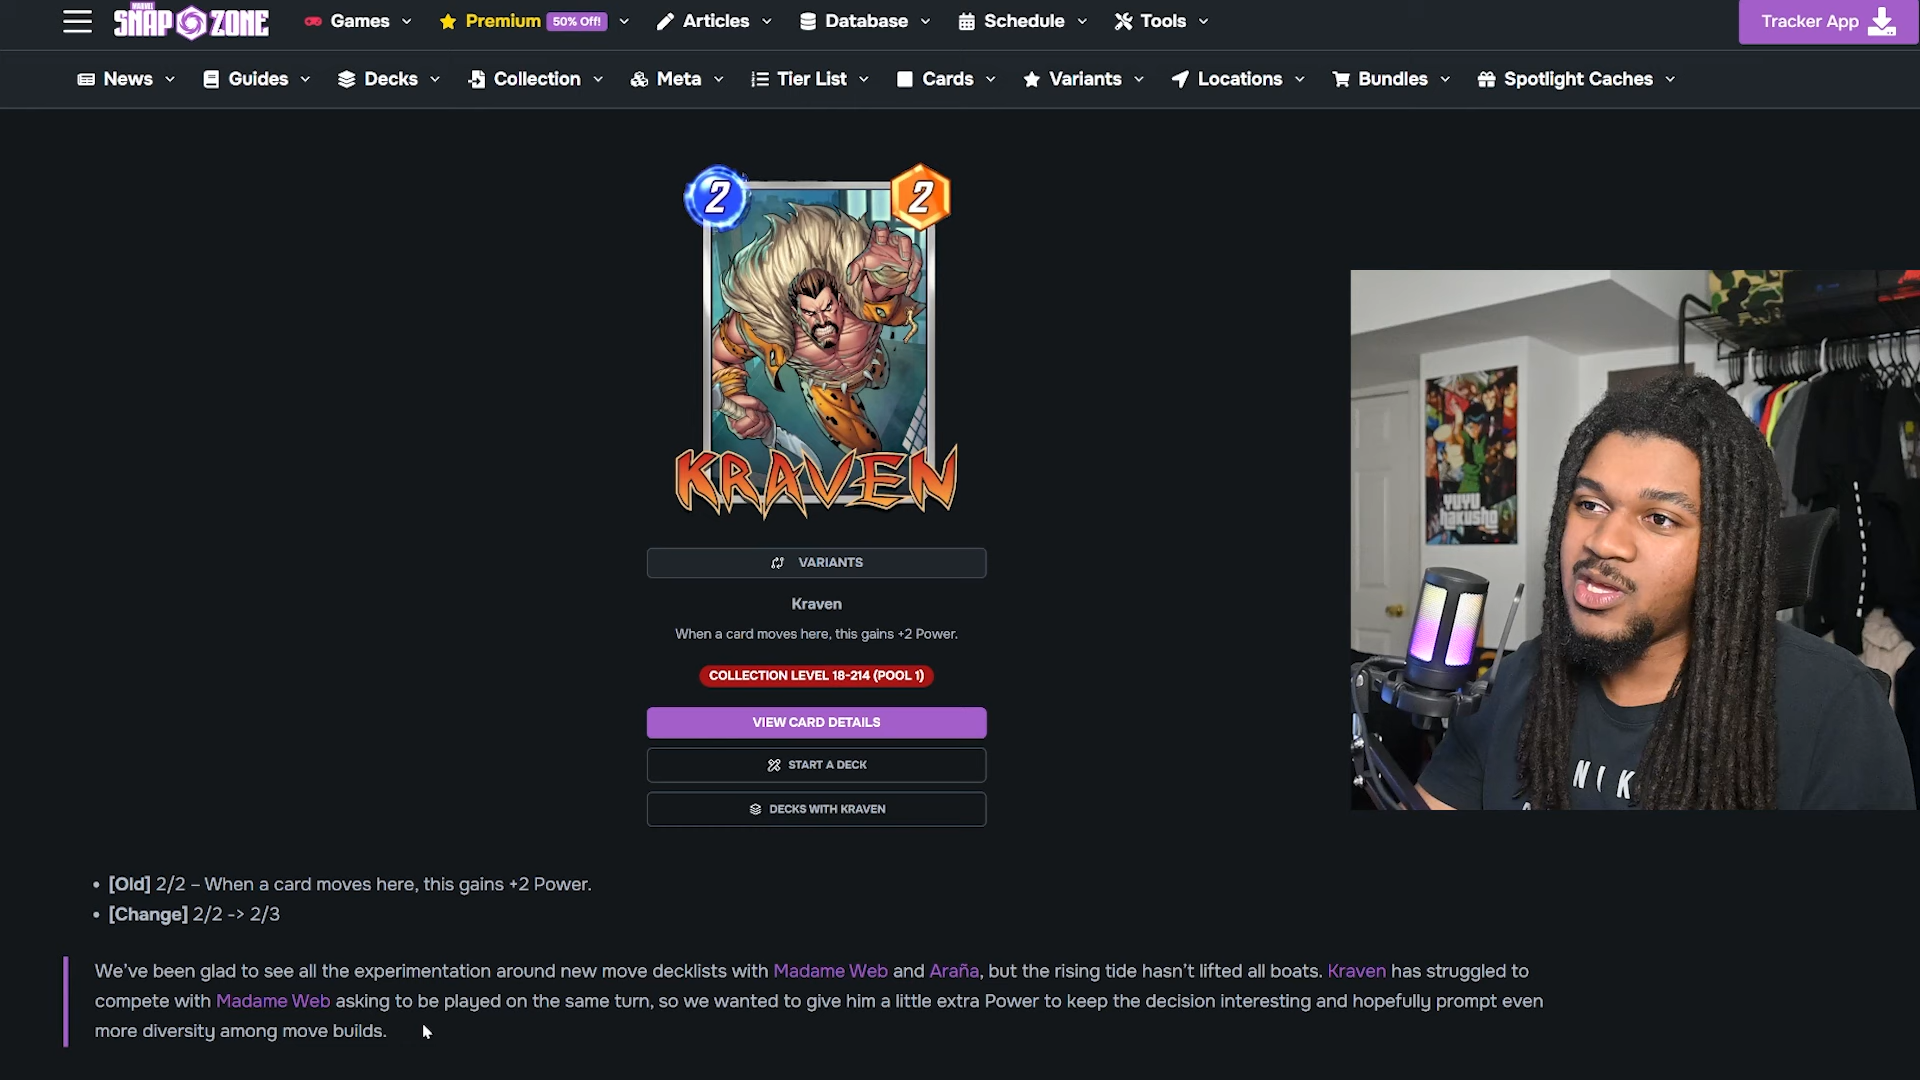 MARVEL
SNAP ZONE
Games
Premium 50% Off!
Articles
Database
Schedule
Tools
Tracker App
News
Guides
Decks
Collection
Meta
Tier List
Cards
Variants
Locations
Bundles
Spotlight Caches
2
2
KRAVEN
VARIANTS
Kraven
When a card moves here, this gains +2 Power.
COLLECTION LEVEL 18-214 (POOL 1)
VIEW CARD DETAILS
START A DECK
DECKS WITH KRAVEN
YUYU
HAKUSHO
NIK
• [Old] 2/2 – When a card moves here, this gains +2 Power.
• [Change] 2/2 -> 2/3
We've been glad to see all the experimentation around new move decklists with Madame Web and Araña, but the rising tide hasn't lifted all boats. Kraven has struggled to
compete with Madame Web asking to be played on the same turn, so we wanted to give him a little extra Power to keep the decision interesting and hopefully prompt even
more diversity among move builds.